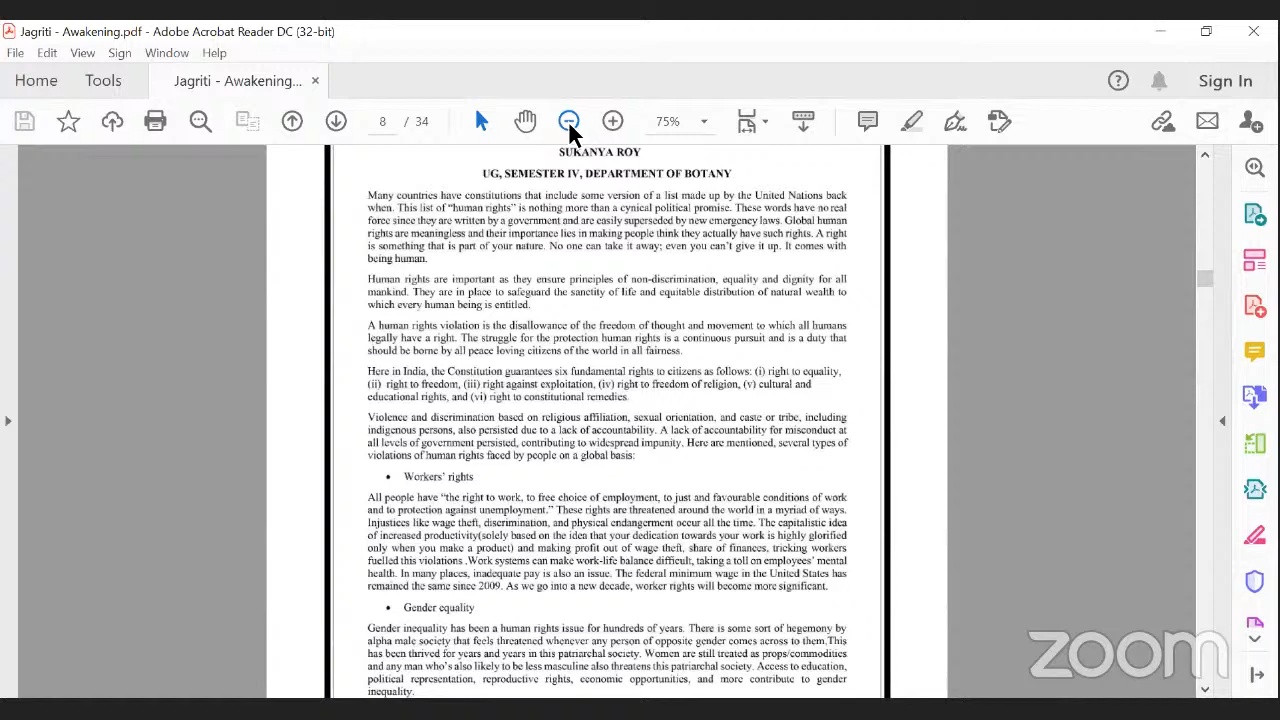 Jagriti - Awakening.pdf - Adobe Acrobat Reader DC (32-bit)
File Edit View Sign Window Help
Home Tools Jagriti - Awakening... × Sign In
8 / 34 75%
SUKANYA ROY
UG, SEMESTER IV, DEPARTMENT OF BOTANY
Many countries have constitutions that include some version of a list made up by the United Nations back
when. This list of “human rights” is nothing more than a cynical political promise. These words have no real
force since they are written by a government and are easily superseded by new emergency laws. Global human
rights are meaningless and their importance lies in making people think they actually have such rights. A right
is something that is part of your nature. No one can take it away; even you can’t give it up. It comes with
being human.
Human rights are important as they ensure principles of non-discrimination, equality and dignity for all
mankind. They are in place to safeguard the sanctity of life and equitable distribution of natural wealth to
which every human being is entitled.
A human rights violation is the disallowance of the freedom of thought and movement to which all humans
legally have a right. The struggle for the protection human rights is a continuous pursuit and is a duty that
should be borne by all peace loving citizens of the world in all fairness.
Here in India, the Constitution guarantees six fundamental rights to citizens as follows: (i) right to equality,
(ii) right to freedom, (iii) right against exploitation, (iv) right to freedom of religion, (v) cultural and
educational rights, and (vi) right to constitutional remedies.
Violence and discrimination based on religious affiliation, sexual orientation, and caste or tribe, including
indigenous persons, also persisted due to a lack of accountability. A lack of accountability for misconduct at
all levels of government persisted, contributing to widespread impunity. Here are mentioned, several types of
violations of human rights faced by people on a global basis:
• Workers’ rights
All people have “the right to work, to free choice of employment, to just and favourable conditions of work
and to protection against unemployment.” These rights are threatened around the world in a myriad of ways.
Injustices like wage theft, discrimination, and physical endangerment occur all the time. The capitalistic idea
of increased productivity(solely based on the idea that your dedication towards your work is highly glorified
only when you make a product) and making profit out of wage theft, share of finances, tricking workers
fuelled this violations .Work systems can make work-life balance difficult, taking a toll on employees’ mental
health. In many places, inadequate pay is also an issue. The federal minimum wage in the United States has
remained the same since 2009. As we go into a new decade, worker rights will become more significant.
• Gender equality
Gender inequality has been a human rights issue for hundreds of years. There is some sort of hegemony by
alpha male society that feels threatened whenever any person of opposite gender comes across to them.This
has been thrived for years and years in this patriarchal society. Women are still treated as props/commodities
and any man who’s also likely to be less masculine also threatens this patriarchal society. Access to education,
political representation, reproductive rights, economic opportunities, and more contribute to gender
inequality.
zoom